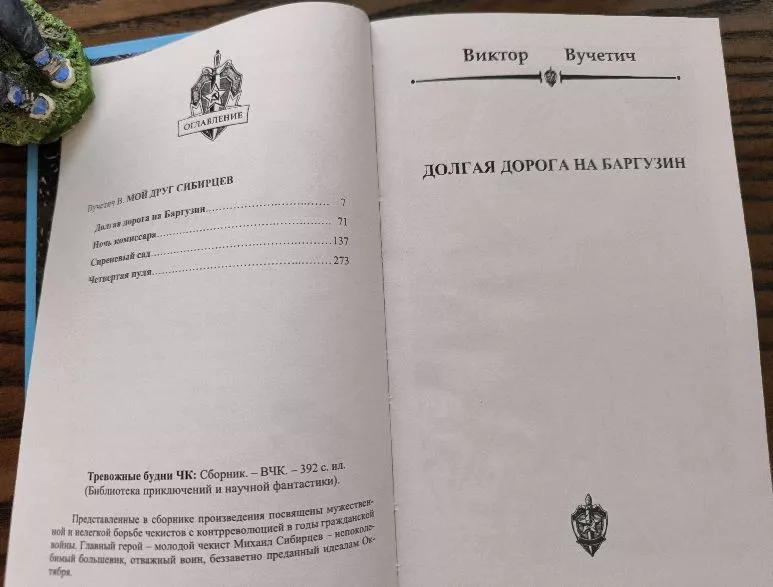 ОГЛАВЛЕНИЕ
Вучетич В. МОЙ ДРУГ СИБИРЦЕВ
Долгая дорога на Баргузин 7
Ночь комиссара 71
Сиреневый сад 137
Четвертая пуля 273
Тревожные будни ЧК: Сборник. – ВЧК. – 392 с. ил.
(Библиотека приключений и научной фантастики).
Представленные в сборнике произведения посвящены мужествен-
ной и нелегкой борьбе чекистов с контрреволюцией в годы гражданской
войны. Главный герой – молодой чекист Михаил Сибирцев – непоколе-
бимый большевик, отважный воин, беззаветно преданный идеалам Ок-
тября.
Виктор Вучетич
ДОЛГАЯ ДОРОГА НА БАРГУЗИН